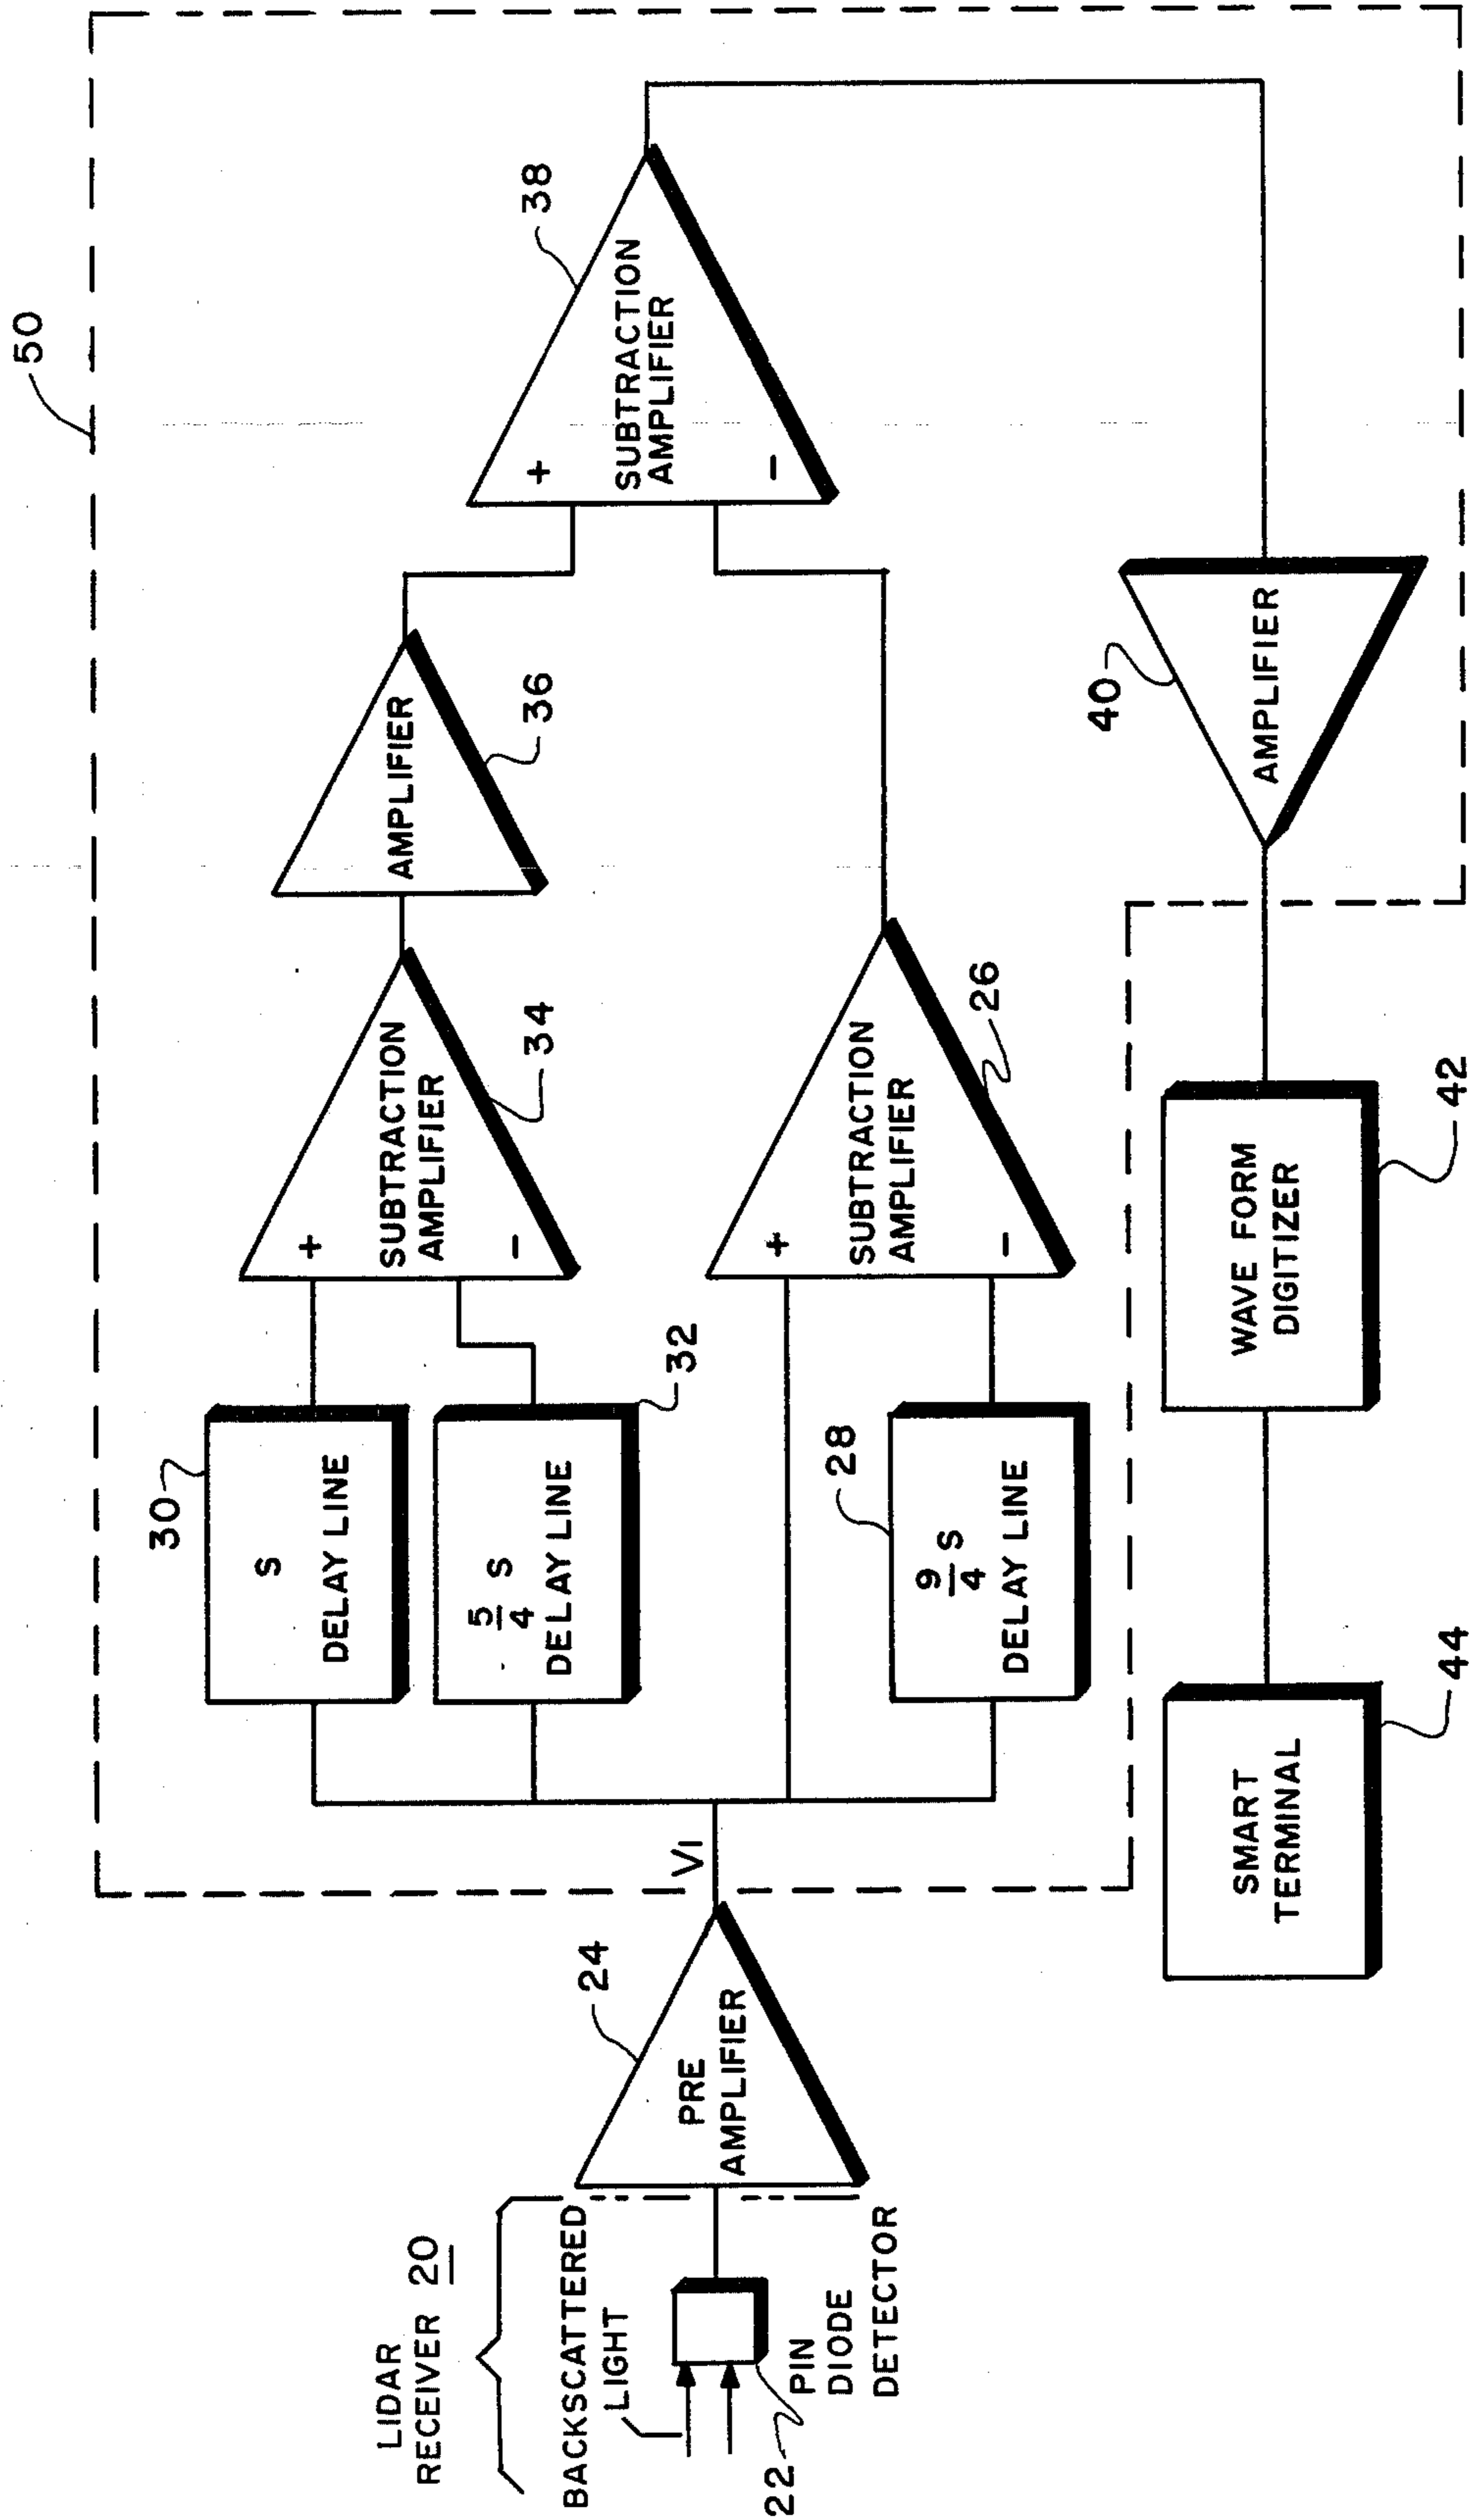 50
38
SUBTRACTION
AMPLIFIER
+
−
AMPLIFIER
36
34
SUBTRACTION
AMPLIFIER
+
−
26
SUBTRACTION
AMPLIFIER
+
−
30
S
DELAY LINE
32
5/4 S
DELAY LINE
28
9/4 S
DELAY LINE
40
AMPLIFIER
WAVE FORM
DIGITIZER
42
SMART
TERMINAL
44
V1
24
PRE
AMPLIFIER
LIDAR
RECEIVER 20
BACKSCATTERED
LIGHT
22
PIN
DIODE
DETECTOR